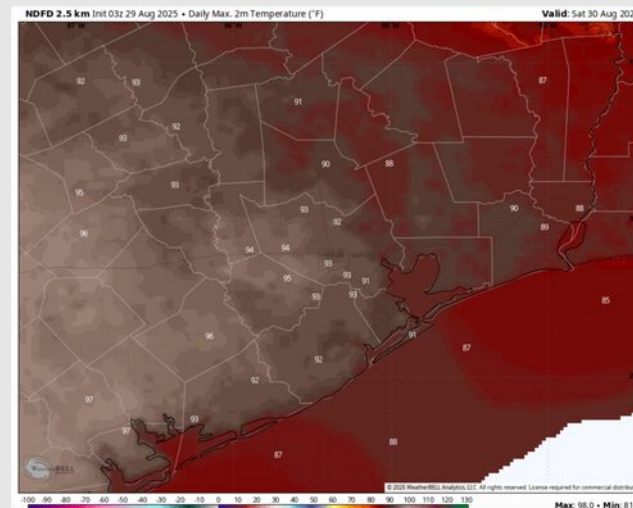 NDFD 2.5 km Init 03z 29 Aug 2025 • Daily Max. 2m Temperature (°F) Valid: Sat 30 Aug 202
92 93 87
91
93 92
90 88
95 93
93 90 88
96 92 89
94 94
93
95 93 91
93 93 85
96 91
92 87
92
97
93
97
87 88
WeatherBELL
© 2025 WeatherBELL Analytics, LLC. All rights reserved. License required for commercial distribu
-100 -90 -80 -70 -60 -50 -40 -30 -20 -10 0 10 20 30 40 50 60 70 80 90 100 110 120 130
Max: 98.0 • Min: 81